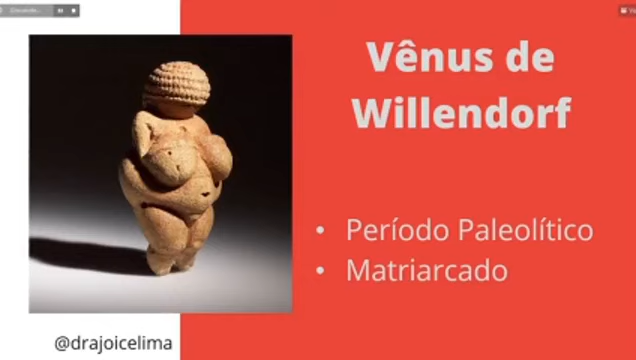 Vênus de
Willendorf
• Período Paleolítico
• Matriarcado
@drajoicelima